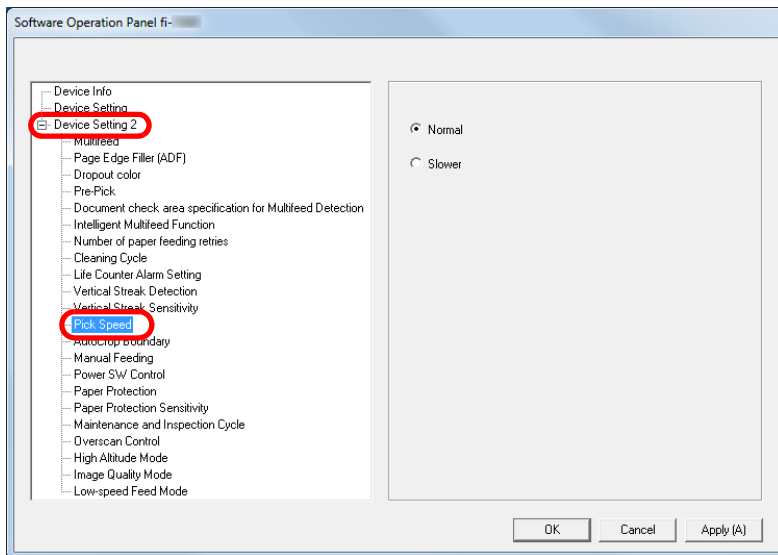 Software Operation Panel fi-
Device Info
Device Setting
Device Setting 2
Multifeed
Page Edge Filler (ADF)
Dropout color
Pre-Pick
Document check area specification for Multifeed Detection
Intelligent Multifeed Function
Number of paper feeding retries
Cleaning Cycle
Life Counter Alarm Setting
Vertical Streak Detection
Vertical Streak Sensitivity
Pick Speed
AutoCrop Boundary
Manual Feeding
Power SW Control
Paper Protection
Paper Protection Sensitivity
Maintenance and Inspection Cycle
Overscan Control
High Altitude Mode
Image Quality Mode
Low-speed Feed Mode
Normal
Slower
OK Cancel Apply (A)